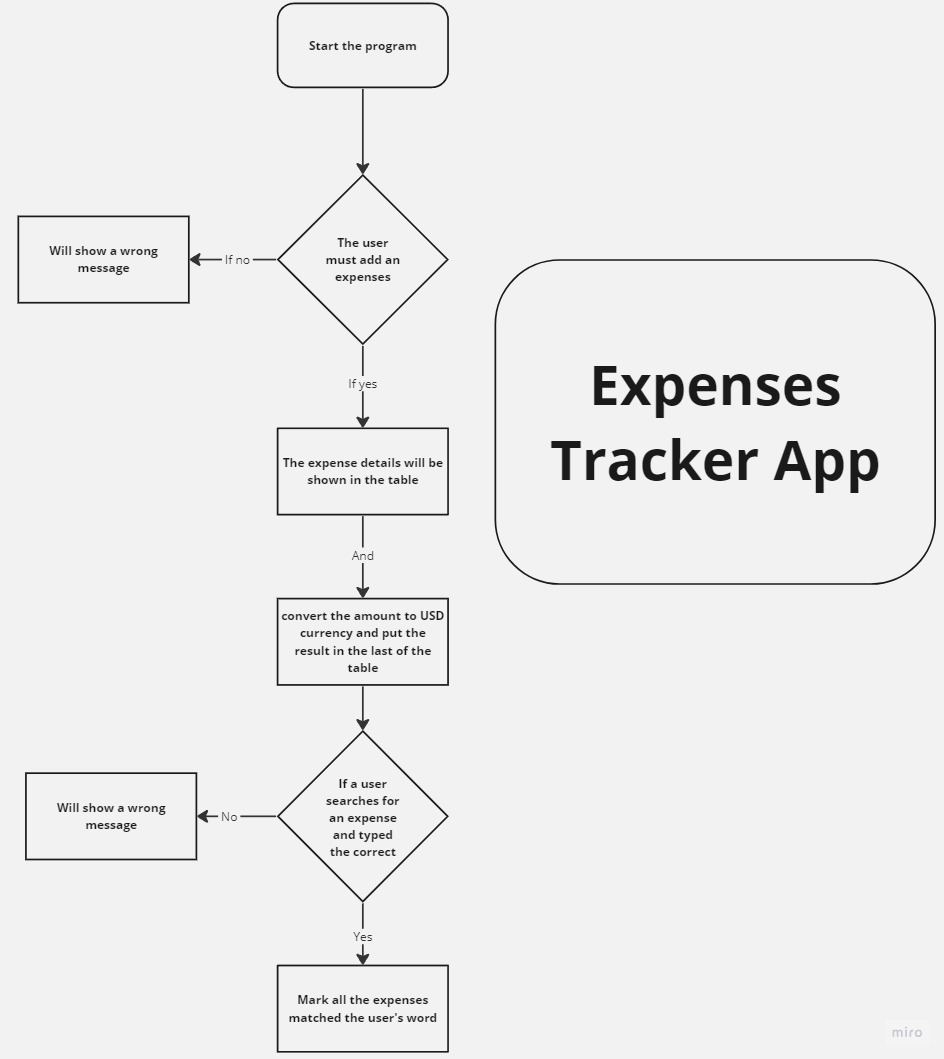 Start the program
The user
must add an
expenses
If no
Will show a wrong
message
If yes
The expense details will be
shown in the table
And
convert the amount to USD
currency and put the
result in the last of the
table
If a user
searches for
an expense
and typed
the correct
No
Will show a wrong
message
Yes
Mark all the expenses
matched the user's word
Expenses
Tracker App
miro